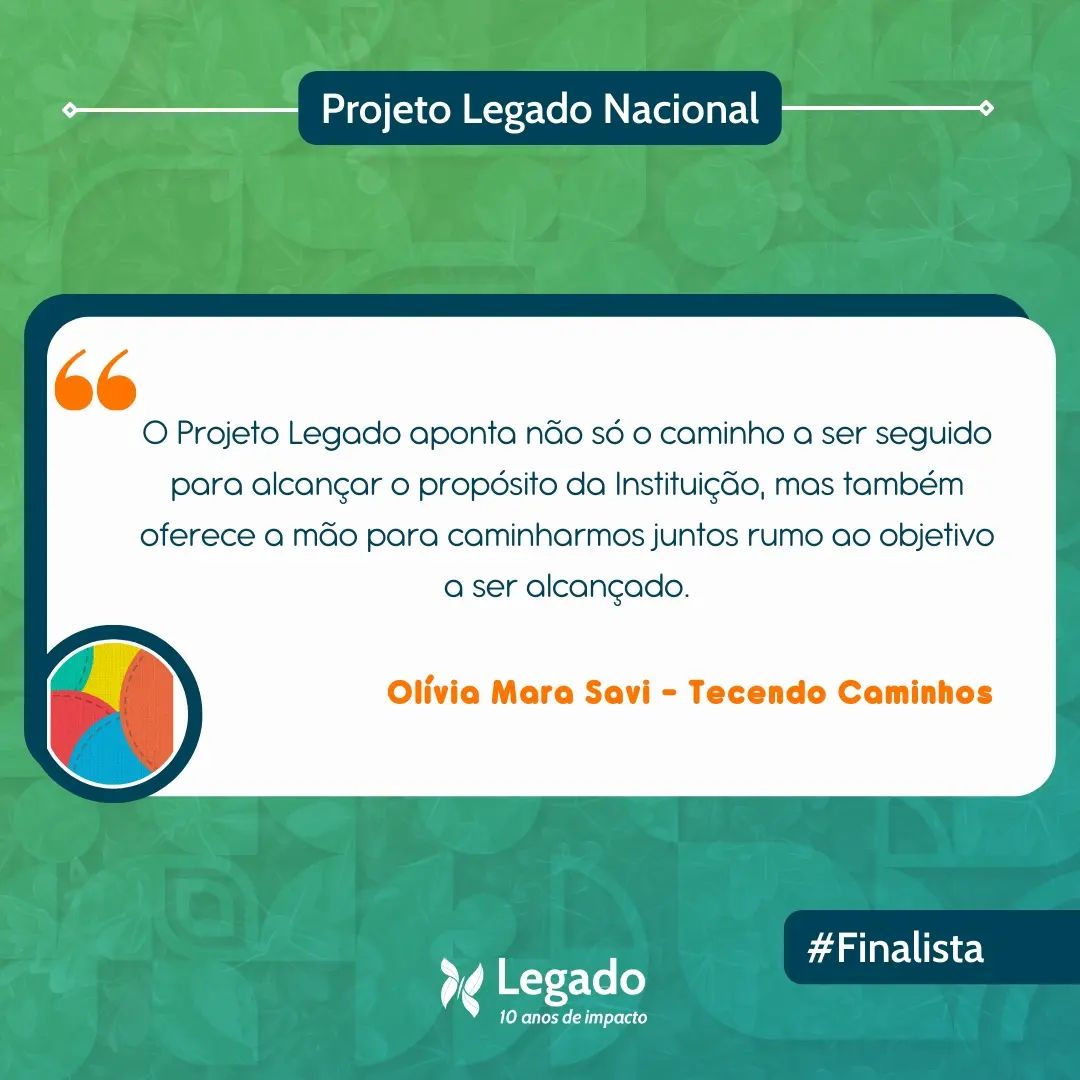 Projeto Legado Nacional
O Projeto Legado aponta não só o caminho a ser seguido
para alcançar o propósito da Instituição, mas também
oferece a mão para caminharmos juntos rumo ao objetivo
a ser alcançado.
Olívia Mara Savi - Tecendo Caminhos
#Finalista
Legado
10 anos de impacto